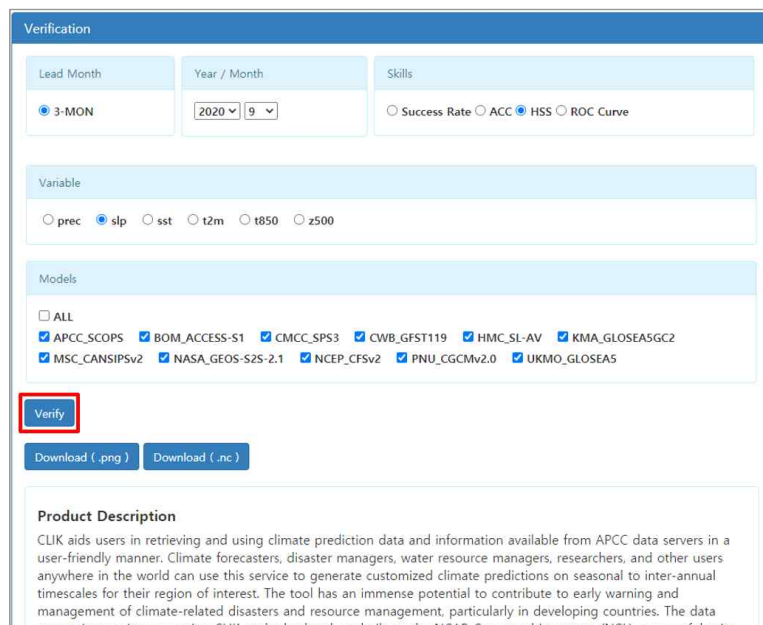 Verification
Lead Month
Year / Month
Skills
3-MON
2020
9
Success Rate
ACC
HSS
ROC Curve
Variable
prec
slp
sst
t2m
t850
z500
Models
ALL
APCC_SCOPS
BOM_ACCESS-S1
CMCC_SPS3
CWB_GFST119
HMC_SL-AV
KMA_GLOSEA5GC2
MSC_CANSIPSv2
NASA_GEOS-S2S-2.1
NCEP_CFSv2
PNU_CGCMv2.0
UKMO_GLOSEA5
Verify
Download ( .png )
Download ( .nc )
Product Description
CLIK aids users in retrieving and using climate prediction data and information available from APCC data servers in a
user-friendly manner. Climate forecasters, disaster managers, water resource managers, researchers, and other users
anywhere in the world can use this service to generate customized climate predictions on seasonal to inter-annual
timescales for their region of interest. The tool has an immense potential to contribute to early warning and
management of climate-related disasters and resource management, particularly in developing countries. The data